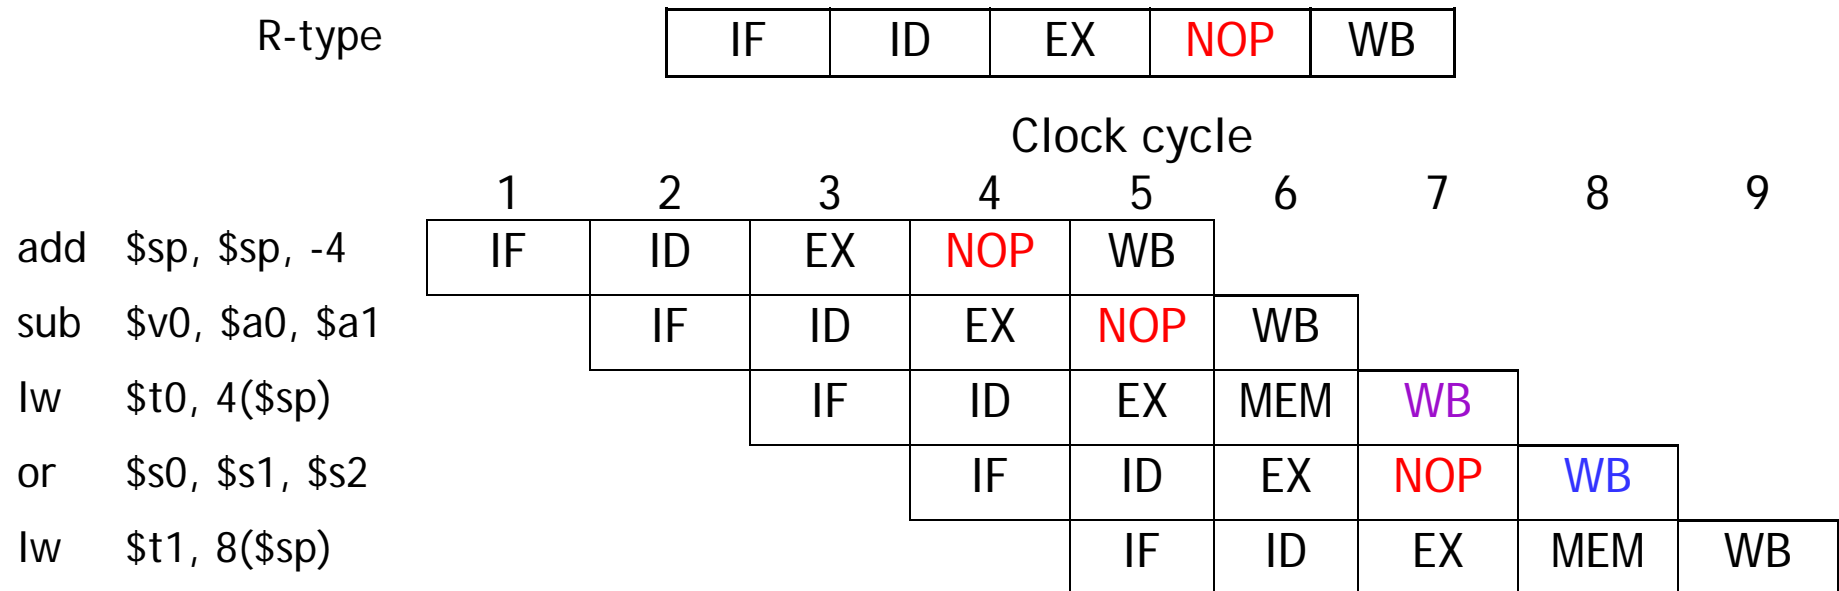 R-type IF ID EX NOP WB
Clock cycle
1 2 3 4 5 6 7 8 9
add $sp, $sp, -4 IF ID EX NOP WB
sub $v0, $a0, $a1 IF ID EX NOP WB
lw $t0, 4($sp) IF ID EX MEM WB
or $s0, $s1, $s2 IF ID EX NOP WB
lw $t1, 8($sp) IF ID EX MEM WB